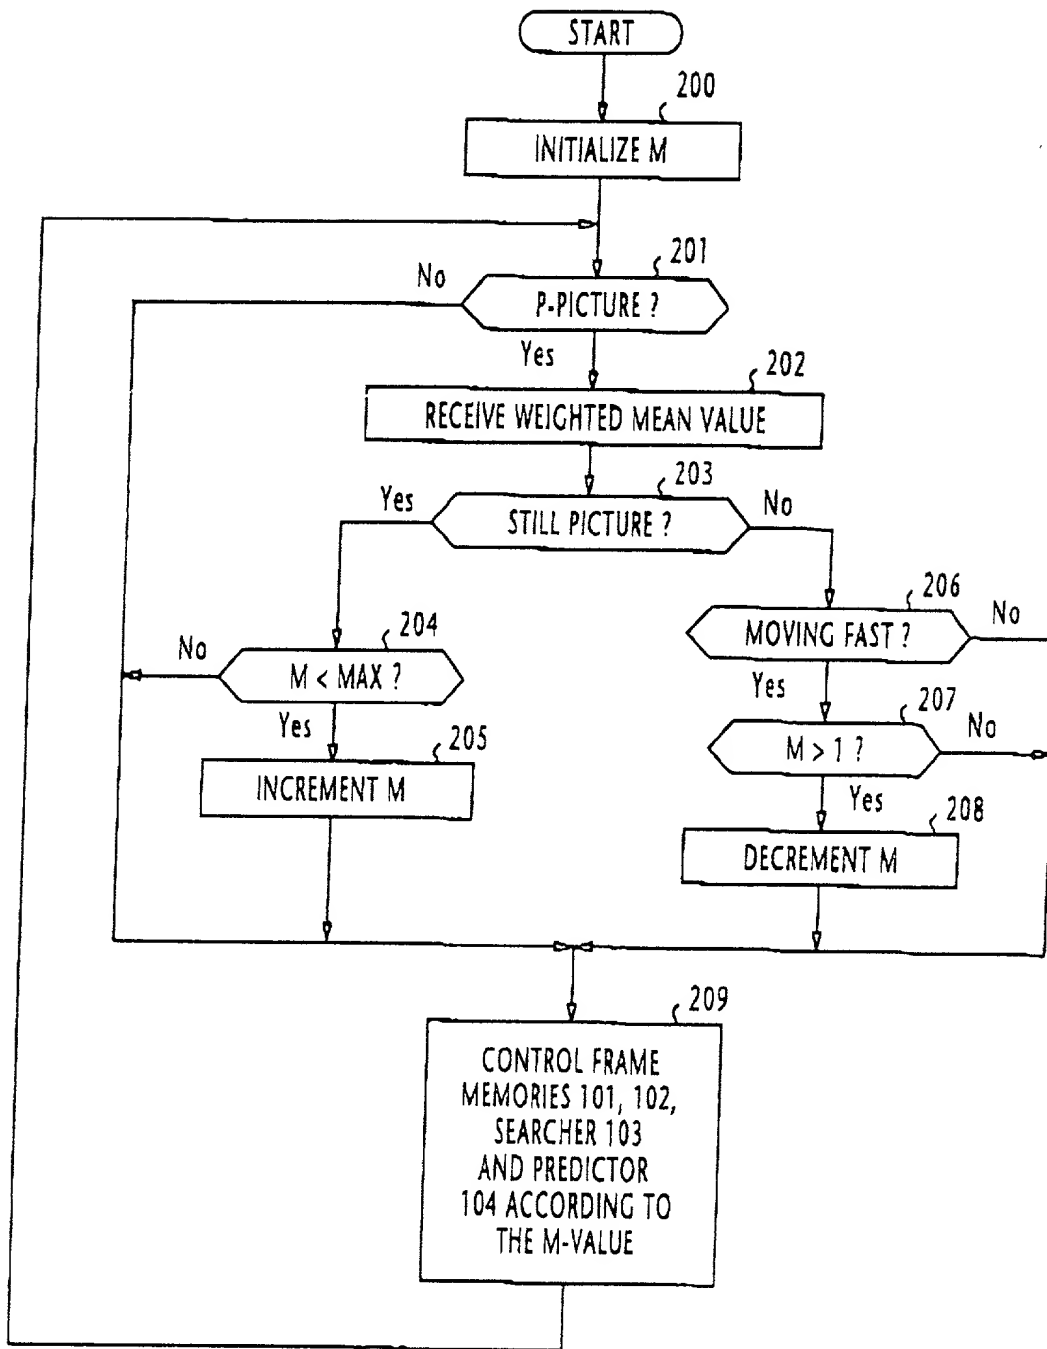 START
200
INITIALIZE M
201
No
P-PICTURE ?
Yes
202
RECEIVE WEIGHTED MEAN VALUE
203
Yes
No
STILL PICTURE ?
206
No
MOVING FAST ?
204
No
M < MAX ?
Yes
Yes
207
No
M > 1 ?
205
INCREMENT M
Yes
208
DECREMENT M
209
CONTROL FRAME
MEMORIES 101, 102,
SEARCHER 103
AND PREDICTOR
104 ACCORDING TO
THE M-VALUE